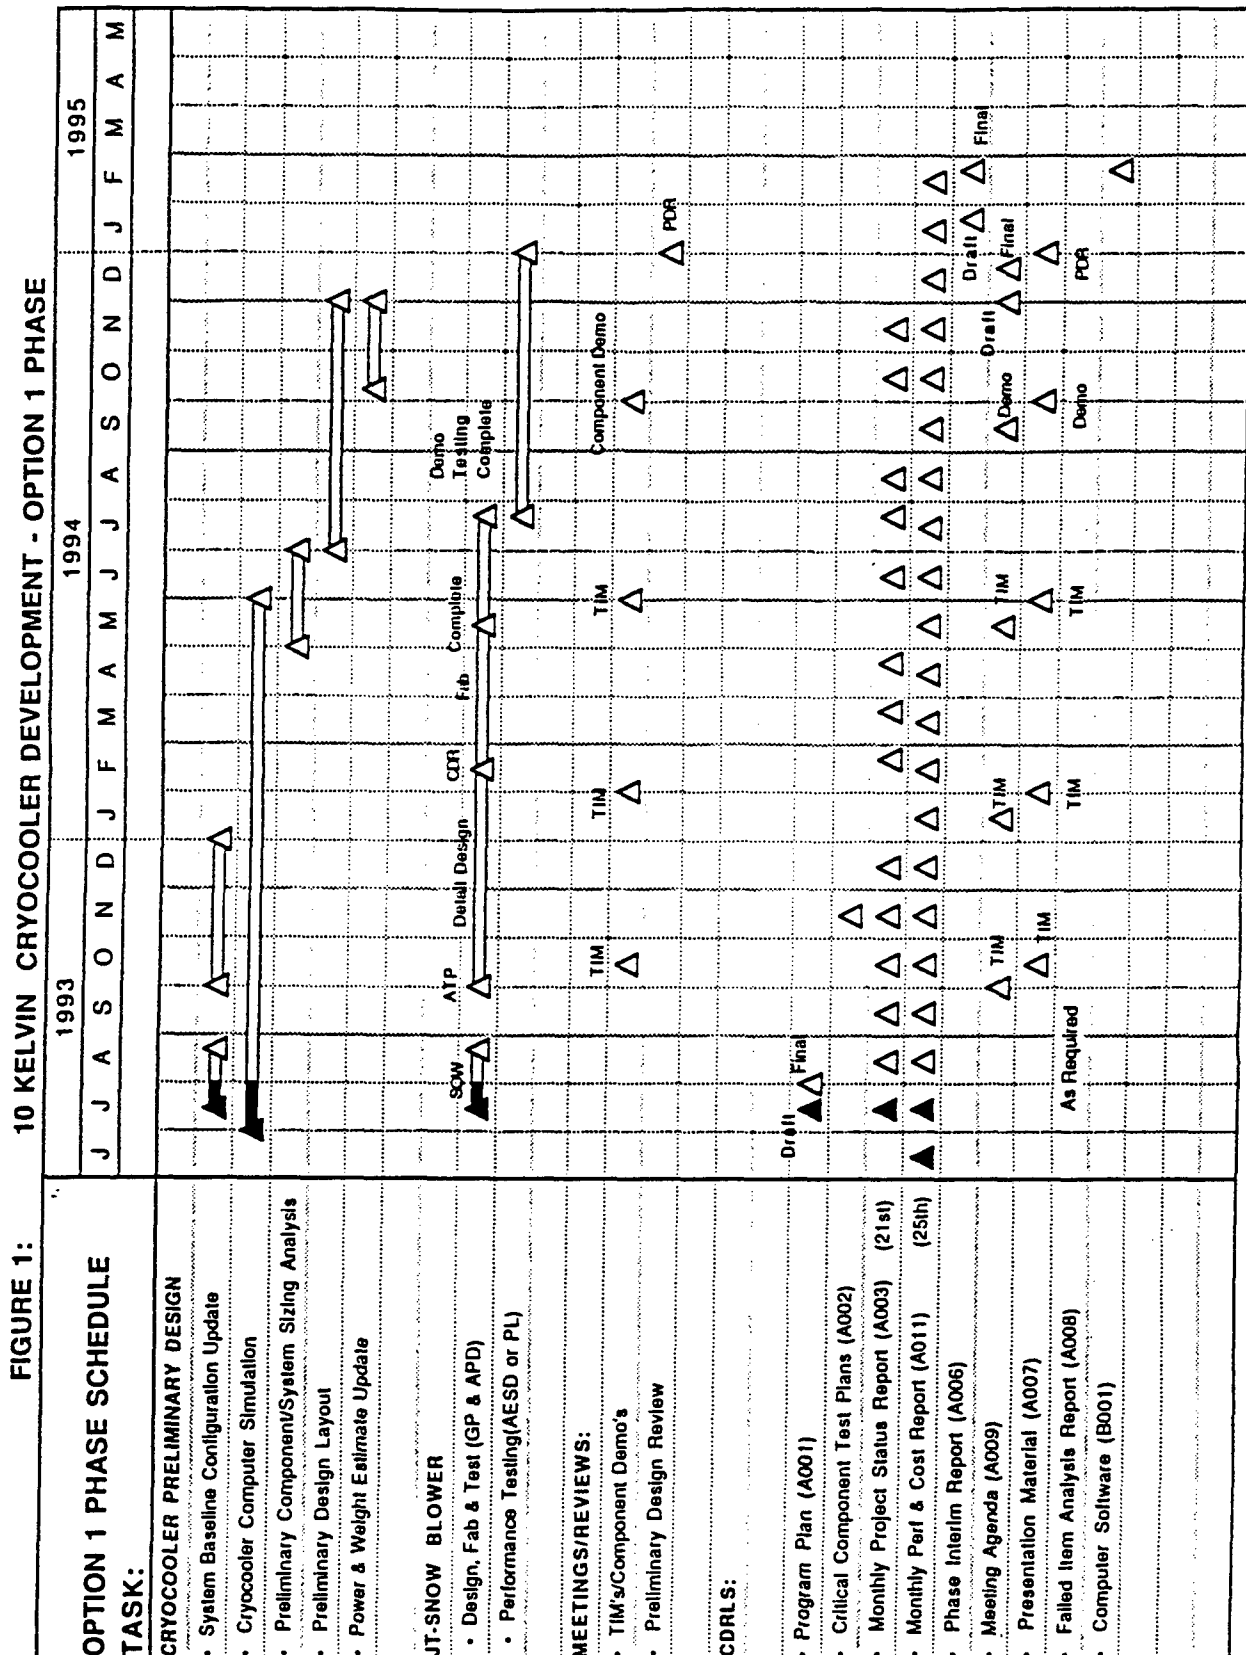 FIGURE 1: 10 KELVIN CRYOCOOLER DEVELOPMENT - OPTION 1 PHASE
OPTION 1 PHASE SCHEDULE
1993 1994 1995
TASK: J J A S O N D J F M A M J J A S O N D J F M A M
CRYOCOOLER PRELIMINARY DESIGN
• System Baseline Configuration Update
• Cryocooler Computer Simulation
• Preliminary Component/System Sizing Analysis
• Preliminary Design Layout
• Power & Weight Estimate Update
JT-SNOW BLOWER
Demo
Testing
SOW ATP Detail Design CDR Fab Complete Complete
• Design, Fab & Test (GP & APD)
• Performance Testing(AESD or PL)
MEETINGS/REVIEWS:
TIM TIM TIM Component Demo
• TIM's/Component Demo's
• Preliminary Design Review PDR
CDRLS:
Draft Final
• Program Plan (A001)
• Critical Component Test Plans (A002)
• Monthly Project Status Report (A003) (21st)
• Monthly Perf & Cost Report (A011) (25th)
• Phase Interim Report (A006) Draft Final
• Meeting Agenda (A009) TIM TIM TIM Demo Draft Final
• Presentation Material (A007) TIM TIM TIM Demo PDR
• Failed Item Analysis Report (A008) As Required
• Computer Software (B001)